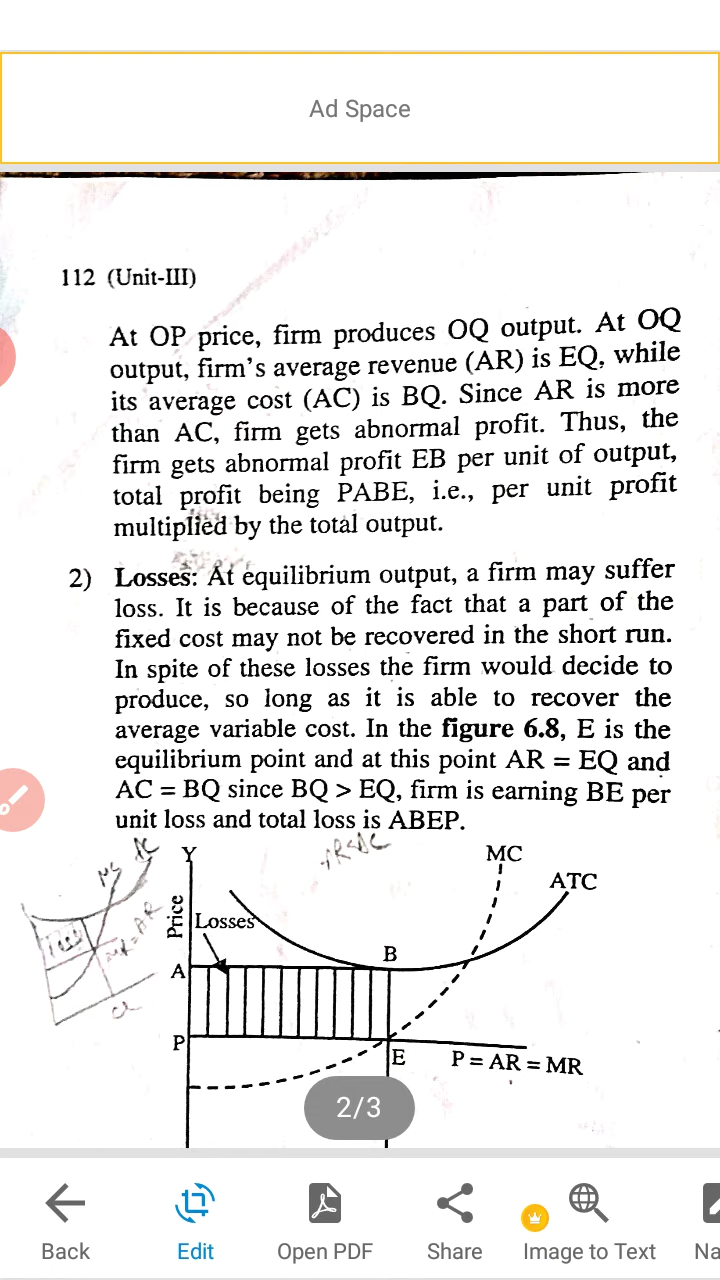 Ad Space
112 (Unit-III)
At OP price, firm produces OQ output. At OQ
output, firm's average revenue (AR) is EQ, while
its average cost (AC) is BQ. Since AR is more
than AC, firm gets abnormal profit. Thus, the
firm gets abnormal profit EB per unit of output,
total profit being PABE, i.e., per unit profit
multiplied by the total output.
2) Losses: At equilibrium output, a firm may suffer
loss. It is because of the fact that a part of the
fixed cost may not be recovered in the short run.
In spite of these losses the firm would decide to
produce, so long as it is able to recover the
average variable cost. In the figure 6.8, E is the
equilibrium point and at this point AR = EQ and
AC = BQ since BQ > EQ, firm is earning BE per
unit loss and total loss is ABEP.
AR<AC
Y
MC
ATC
Price
Losses
MR=AR
B
A
P
E
P = AR = MR
2/3
Back
Edit
Open PDF
Share
Image to Text
Na